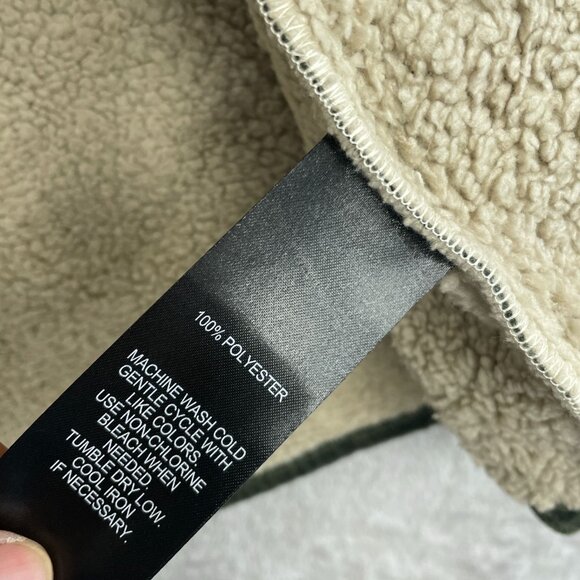 100% POLYESTER
MACHINE WASH COLD
GENTLE CYCLE WITH
LIKE COLORS.
USE NON-CHLORINE
BLEACH WHEN
NEEDED.
TUMBLE DRY LOW.
COOL IRON
IF NECESSARY.